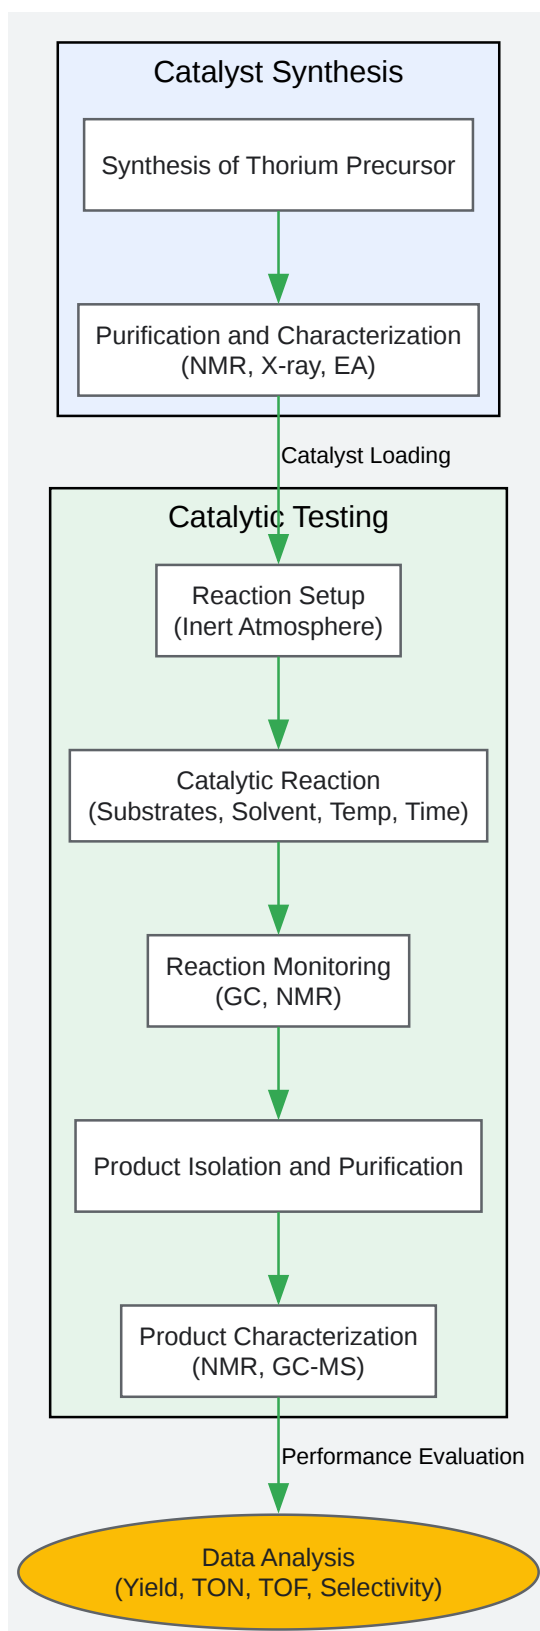 Catalyst Synthesis
Synthesis of Thorium Precursor
Purification and Characterization
(NMR, X-ray, EA)
Catalyst Loading
Catalytic Testing
Reaction Setup
(Inert Atmosphere)
Catalytic Reaction
(Substrates, Solvent, Temp, Time)
Reaction Monitoring
(GC, NMR)
Product Isolation and Purification
Product Characterization
(NMR, GC-MS)
Performance Evaluation
Data Analysis
(Yield, TON, TOF, Selectivity)